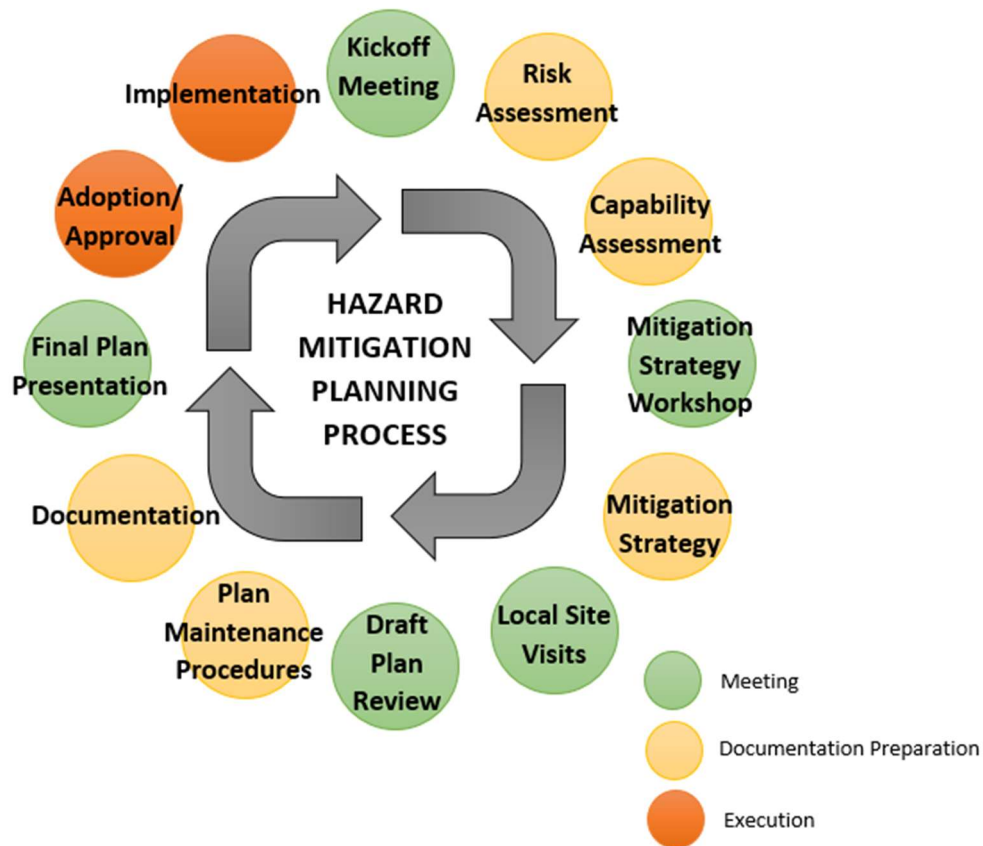 Kickoff
Meeting
Risk
Assessment
Capability
Assessment
Mitigation
Strategy
Workshop
Mitigation
Strategy
Local Site
Visits
Draft
Plan
Review
Plan
Maintenance
Procedures
Documentation
Final Plan
Presentation
Adoption/
Approval
Implementation
HAZARD
MITIGATION
PLANNING
PROCESS
Meeting
Documentation Preparation
Execution